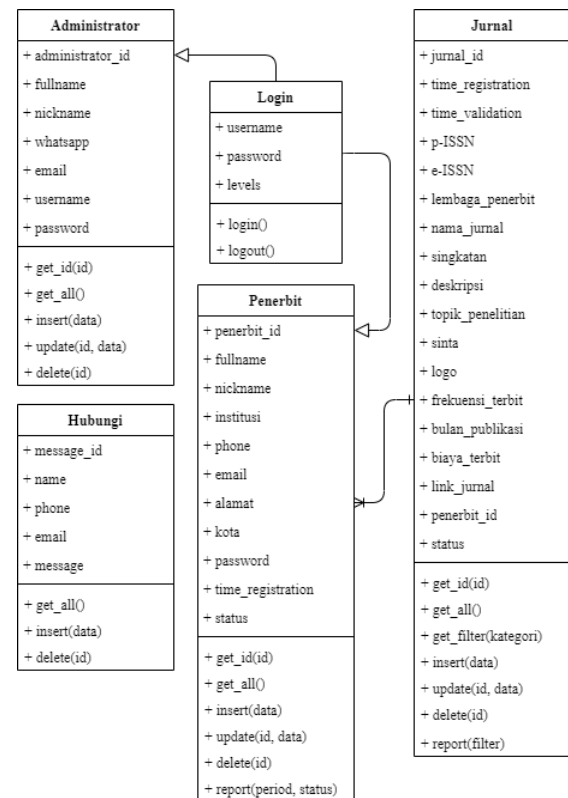 Administrator
+ administrator_id
+ fullname
+ nickname
+ whatsapp
+ email
+ username
+ password
+ get_id(id)
+ get_all()
+ insert(data)
+ update(id, data)
+ delete(id)
Login
+ username
+ password
+ levels
+ login()
+ logout()
Jurnal
+ jurnal_id
+ time_registration
+ time_validation
+ p-ISSN
+ e-ISSN
+ lembaga_penerbit
+ nama_jurnal
+ singkatan
+ deskripsi
+ topik_penelitian
+ sinta
+ logo
+ frekuensi_terbit
+ bulan_publikasi
+ biaya_terbit
+ link_jurnal
+ penerbit_id
+ status
+ get_id(id)
+ get_all()
+ get_filter(kategori)
+ insert(data)
+ update(id, data)
+ delete(id)
+ report(filter)
Penerbit
+ penerbit_id
+ fullname
+ nickname
+ institusi
+ phone
+ email
+ alamat
+ kota
+ password
+ time_registration
+ status
+ get_id(id)
+ get_all()
+ insert(data)
+ update(id, data)
+ delete(id)
+ report(period, status)
Hubungi
+ message_id
+ name
+ phone
+ email
+ message
+ get_all()
+ insert(data)
+ delete(id)